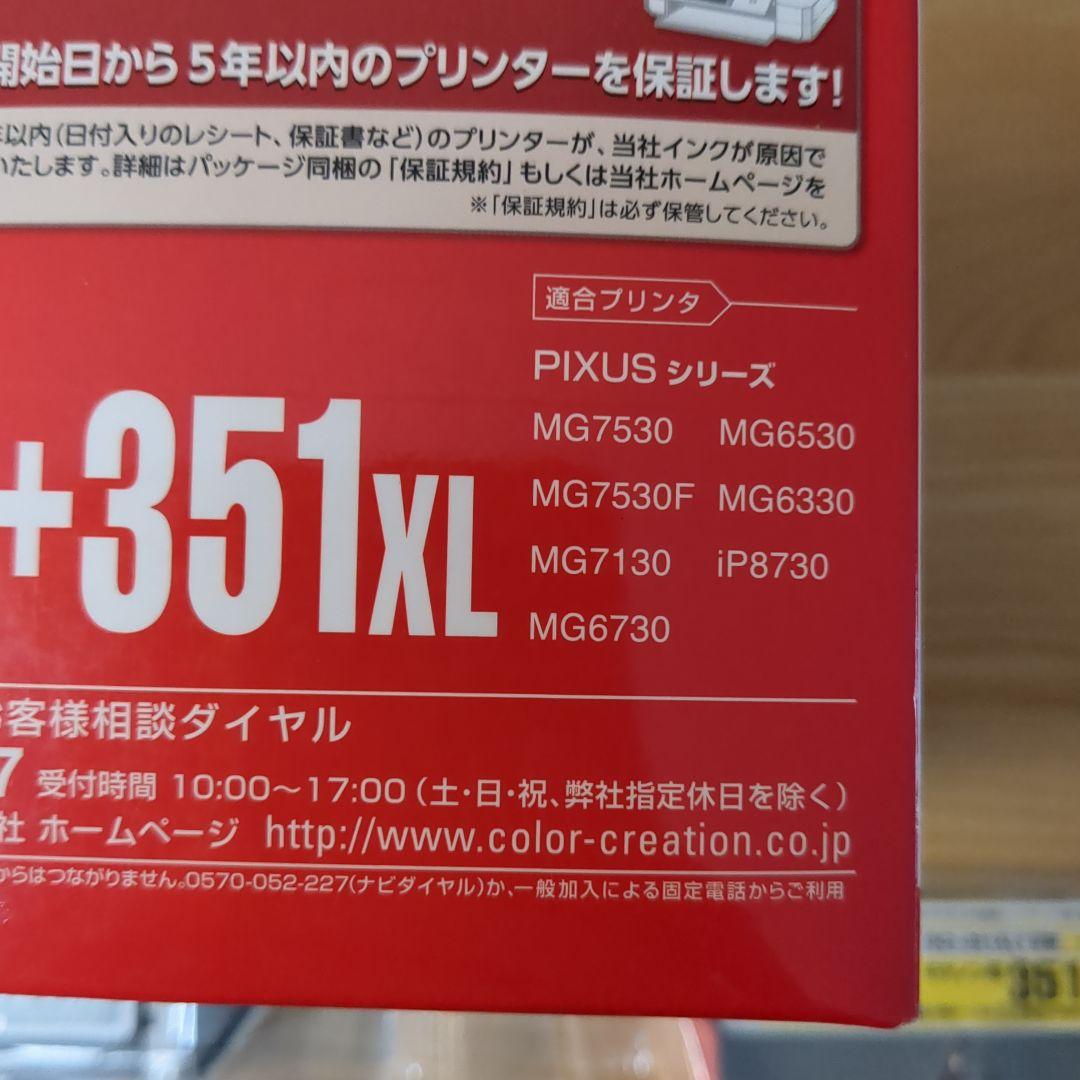 開始日から5年以内のプリンターを保証します!
年以内(日付入りのレシート、保証書など)のプリンターが、当社インクが原因で
いたします。詳細はパッケージ同梱の「保証規約」もしくは当社ホームページを
※「保証規約」は必ず保管してください。
適合プリンタ
PIXUS シリーズ
MG7530 MG6530
MG7530F MG6330
MG7130 iP8730
MG6730
+351XL
お客様相談ダイヤル
7 受付時間 10:00～17:00(土・日・祝、弊社指定休日を除く)
社 ホームページ http://www.color-creation.co.jp
からはつながりません。0570-052-227(ナビダイヤル)か、一般加入による固定電話からご利用
351